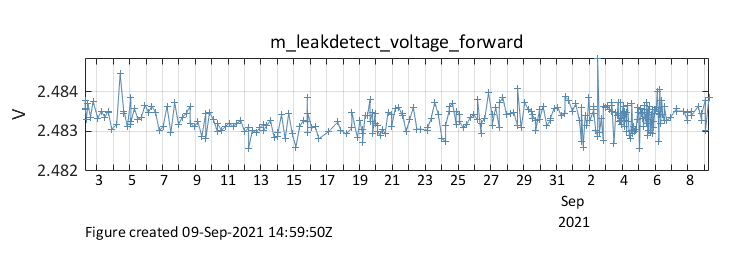 m_leakdetect_voltage_forward
V
2.484
2.483
2.482
3 5 7 9 11 13 15 17 19 21 23 25 27 29 31 2 4 6 8
Sep
2021
Figure created 09-Sep-2021 14:59:50Z